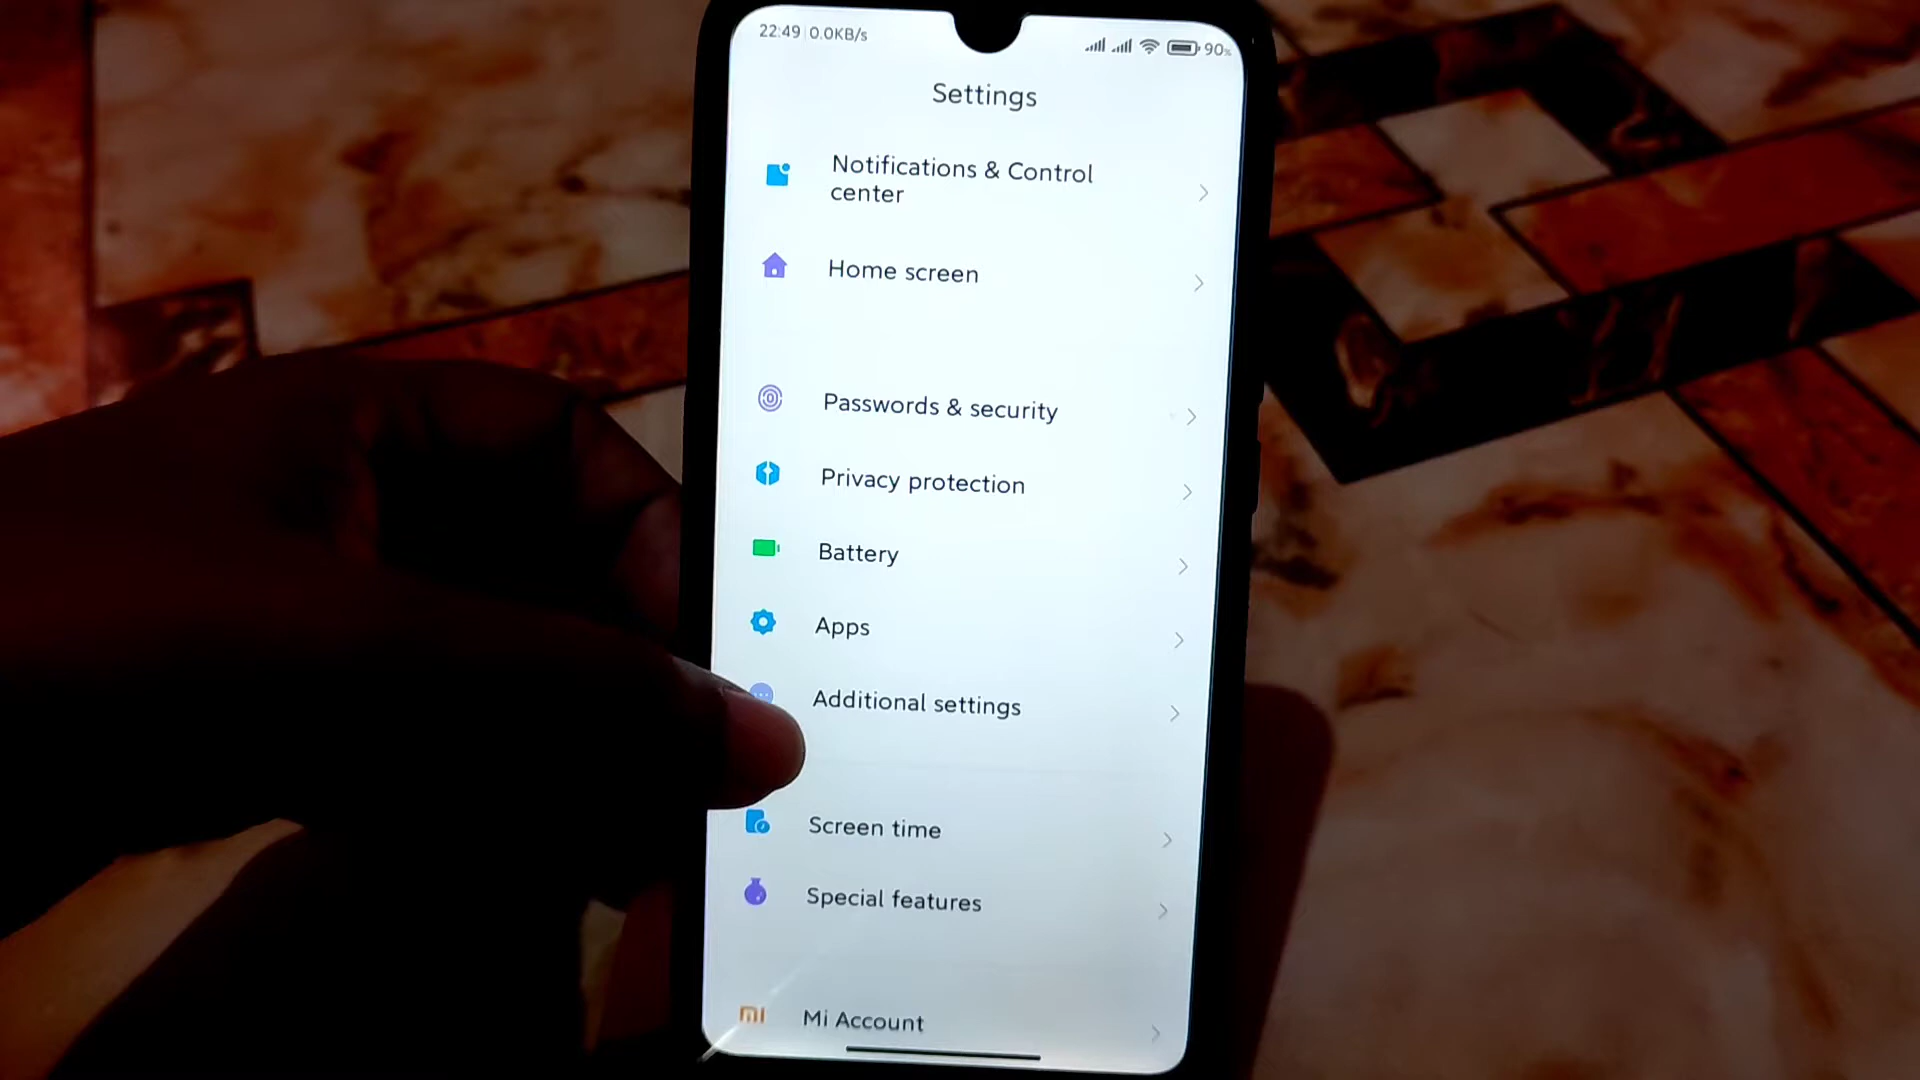 22:49 | 0.0KB/s
90%
Settings
Notifications & Control
center
Home screen
Passwords & security
Privacy protection
Battery
Apps
Additional settings
Screen time
Special features
mi
Mi Account